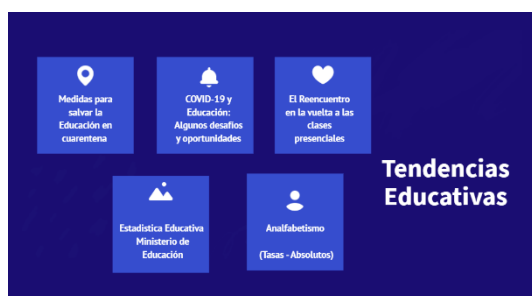 Medidas para
salvar la
Educación en
cuarentena
COVID-19 y
Educación:
Algunos desafios
y oportunidades
El Reencuentro
en la vuelta a las
clases
presenciales
Tendencias
Educativas
Estadística Educativa
Ministerio de
Educación
Analfabetismo
(Tasas - Absolutos)